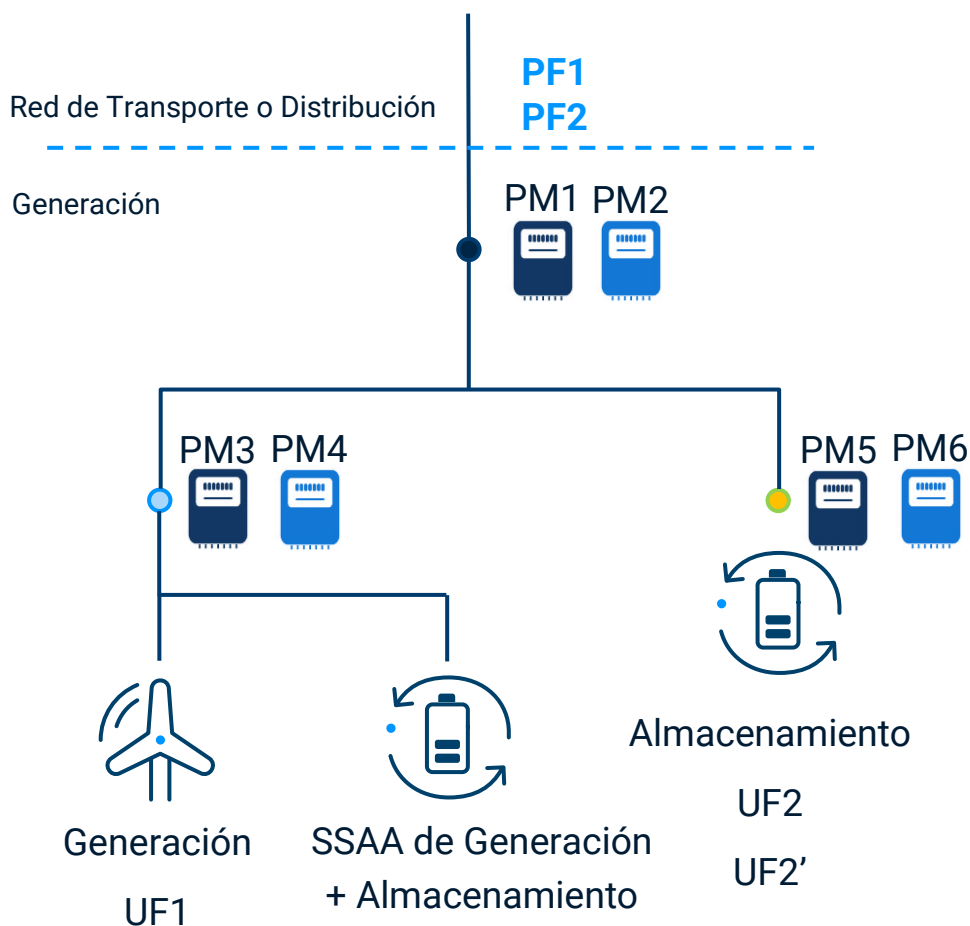 PF1
PF2
Red de Transporte o Distribución
Generación
PM1 PM2
PM3 PM4
PM5 PM6
Generación
UF1
SSAA de Generación
+ Almacenamiento
Almacenamiento
UF2
UF2’